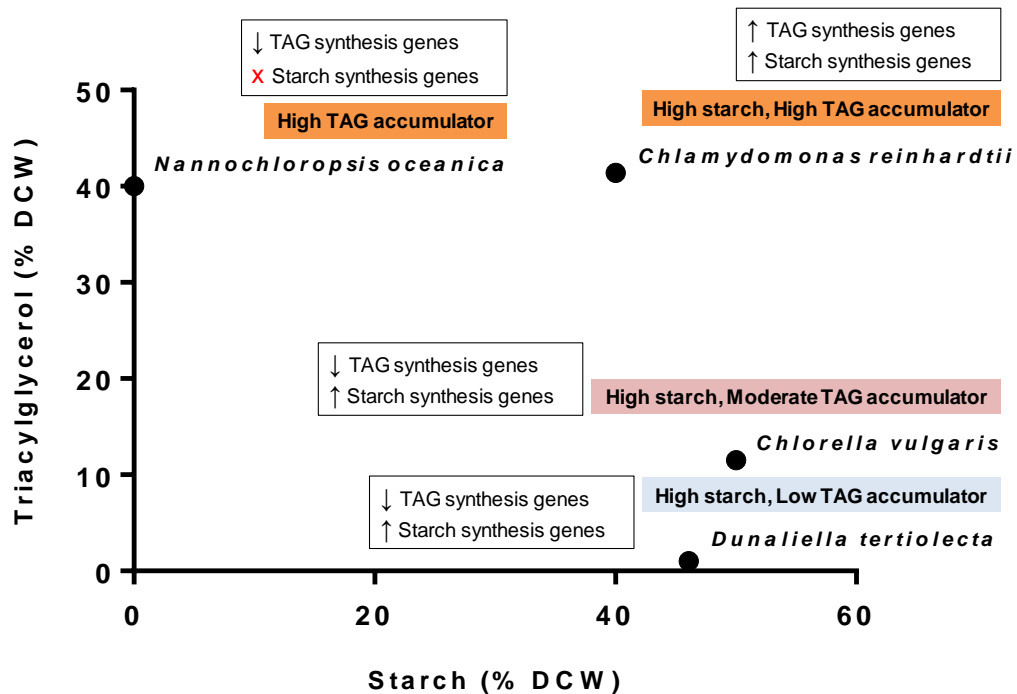 ↓ TAG synthesis genes
x Starch synthesis genes
High TAG accumulator
Nannochloropsis oceanica
↑ TAG synthesis genes
↑ Starch synthesis genes
High starch, High TAG accumulator
Chlamydomonas reinhardtii
↓ TAG synthesis genes
↑ Starch synthesis genes
High starch, Moderate TAG accumulator
Chlorella vulgaris
↓ TAG synthesis genes
↑ Starch synthesis genes
High starch, Low TAG accumulator
Dunaliella tertiolecta
Triacylglycerol (% DCW)
50
40
30
20
10
0
0 20 40 60
Starch (% DCW)